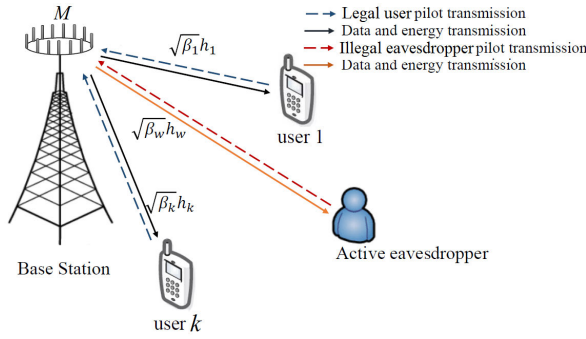 M
Legal user pilot transmission
Data and energy transmission
Illegal eavesdropper pilot transmission
Data and energy transmission
√β₁h₁
user 1
√β_w h_w
√β_k h_k
Base Station
Active eavesdropper
user k